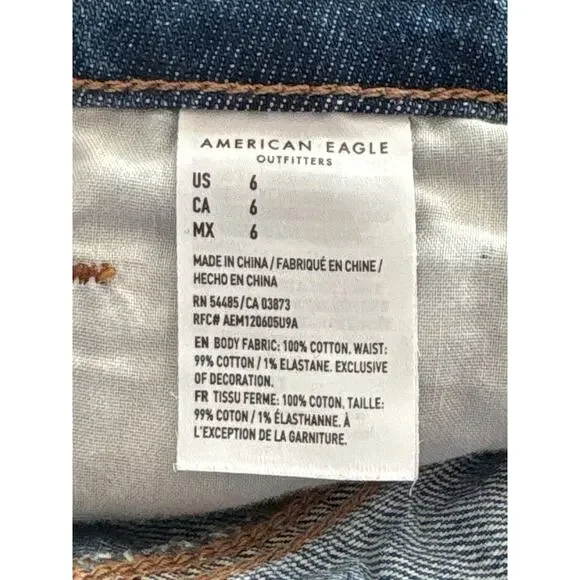 AMERICAN EAGLE
OUTFITTERS
US 6
CA 6
MX 6
MADE IN CHINA / FABRIQUÉ EN CHINE /
HECHO EN CHINA
RN 54485/CA 03873
RFC# AEM120605U9A
EN BODY FABRIC: 100% COTTON, WAIST:
99% COTTON / 1% ELASTANE. EXCLUSIVE
OF DECORATION.
FR TISSU FERME: 100% COTON, TAILLE:
99% COTON / 1% ÉLASTHANNE. À
L'EXCEPTION DE LA GARNITURE.